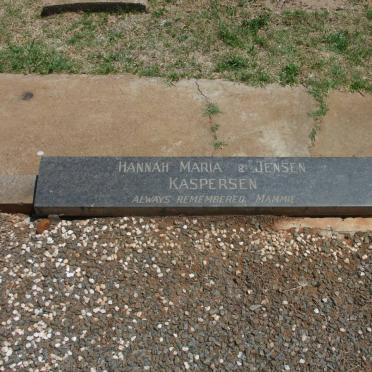 HANNAH MARIA & JENSEN
KASPERSEN
ALWAYS REMEMBERED. MAMMIE